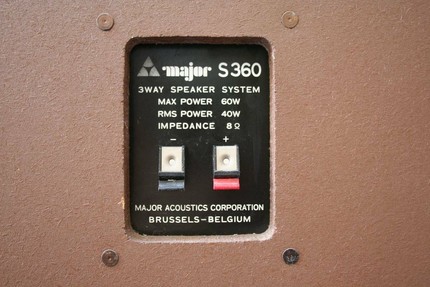 major S360
3WAY SPEAKER SYSTEM
MAX POWER 60W
RMS POWER 40W
IMPEDANCE 8Ω
− +
MAJOR ACOUSTICS CORPORATION
BRUSSELS–BELGIUM